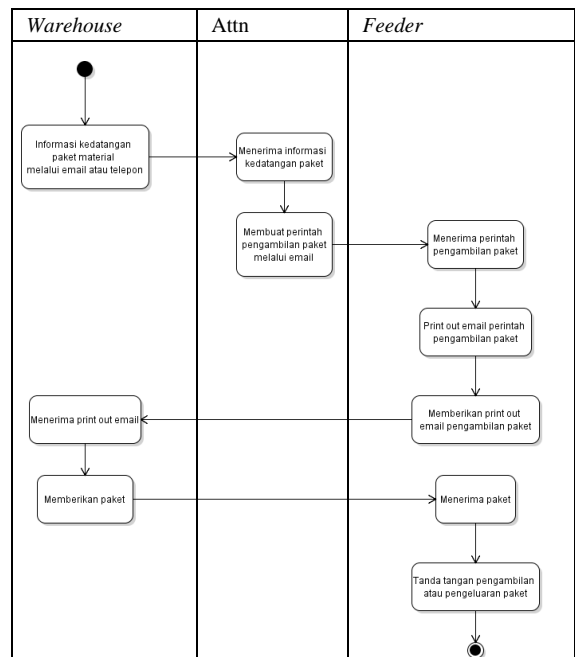 Warehouse
Attn
Feeder
Informasi kedatangan
paket material
melalui email atau telepon
Menerima informasi
kedatangan paket
Membuat perintah
pengambilan paket
melalui email
Menerima perintah
pengambilan paket
Print out email perintah
pengambilan paket
Memberikan print out
email pengambilan paket
Menerima print out email
Memberikan paket
Menerima paket
Tanda tangan pengambilan
atau pengeluaran paket